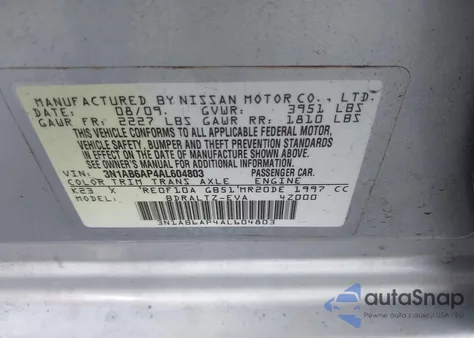 MANUFACTURED BY NISSAN MOTOR CO., LTD.
08/09. GVWR: 3951 LBS
GAWR FR: 2227 LBS GAWR RR: 1810 LBS
THIS VEHICLE CONFORMS TO ALL APPLICABLE FEDERAL MOTOR
VEHICLE SAFETY, BUMPER AND THEFT PREVENTION STANDARDS
IN EFFECT ON THE DATE OF MANUFACTURE SHOWN ABOVE.
SEE OWNER'S MANUAL FOR ADDITIONAL INFORMATION.
VIN: 3N1AB6AP4AL604803 PASSENGER CAR
COLOR TRIM TRANS AXLE ENGINE
K23 X RE0F10A GB51 MR20DE 1997 CC
MODEL: BDRALTZ-EVA 4Z000
3N1AB6AP4AL604803
autoSnap